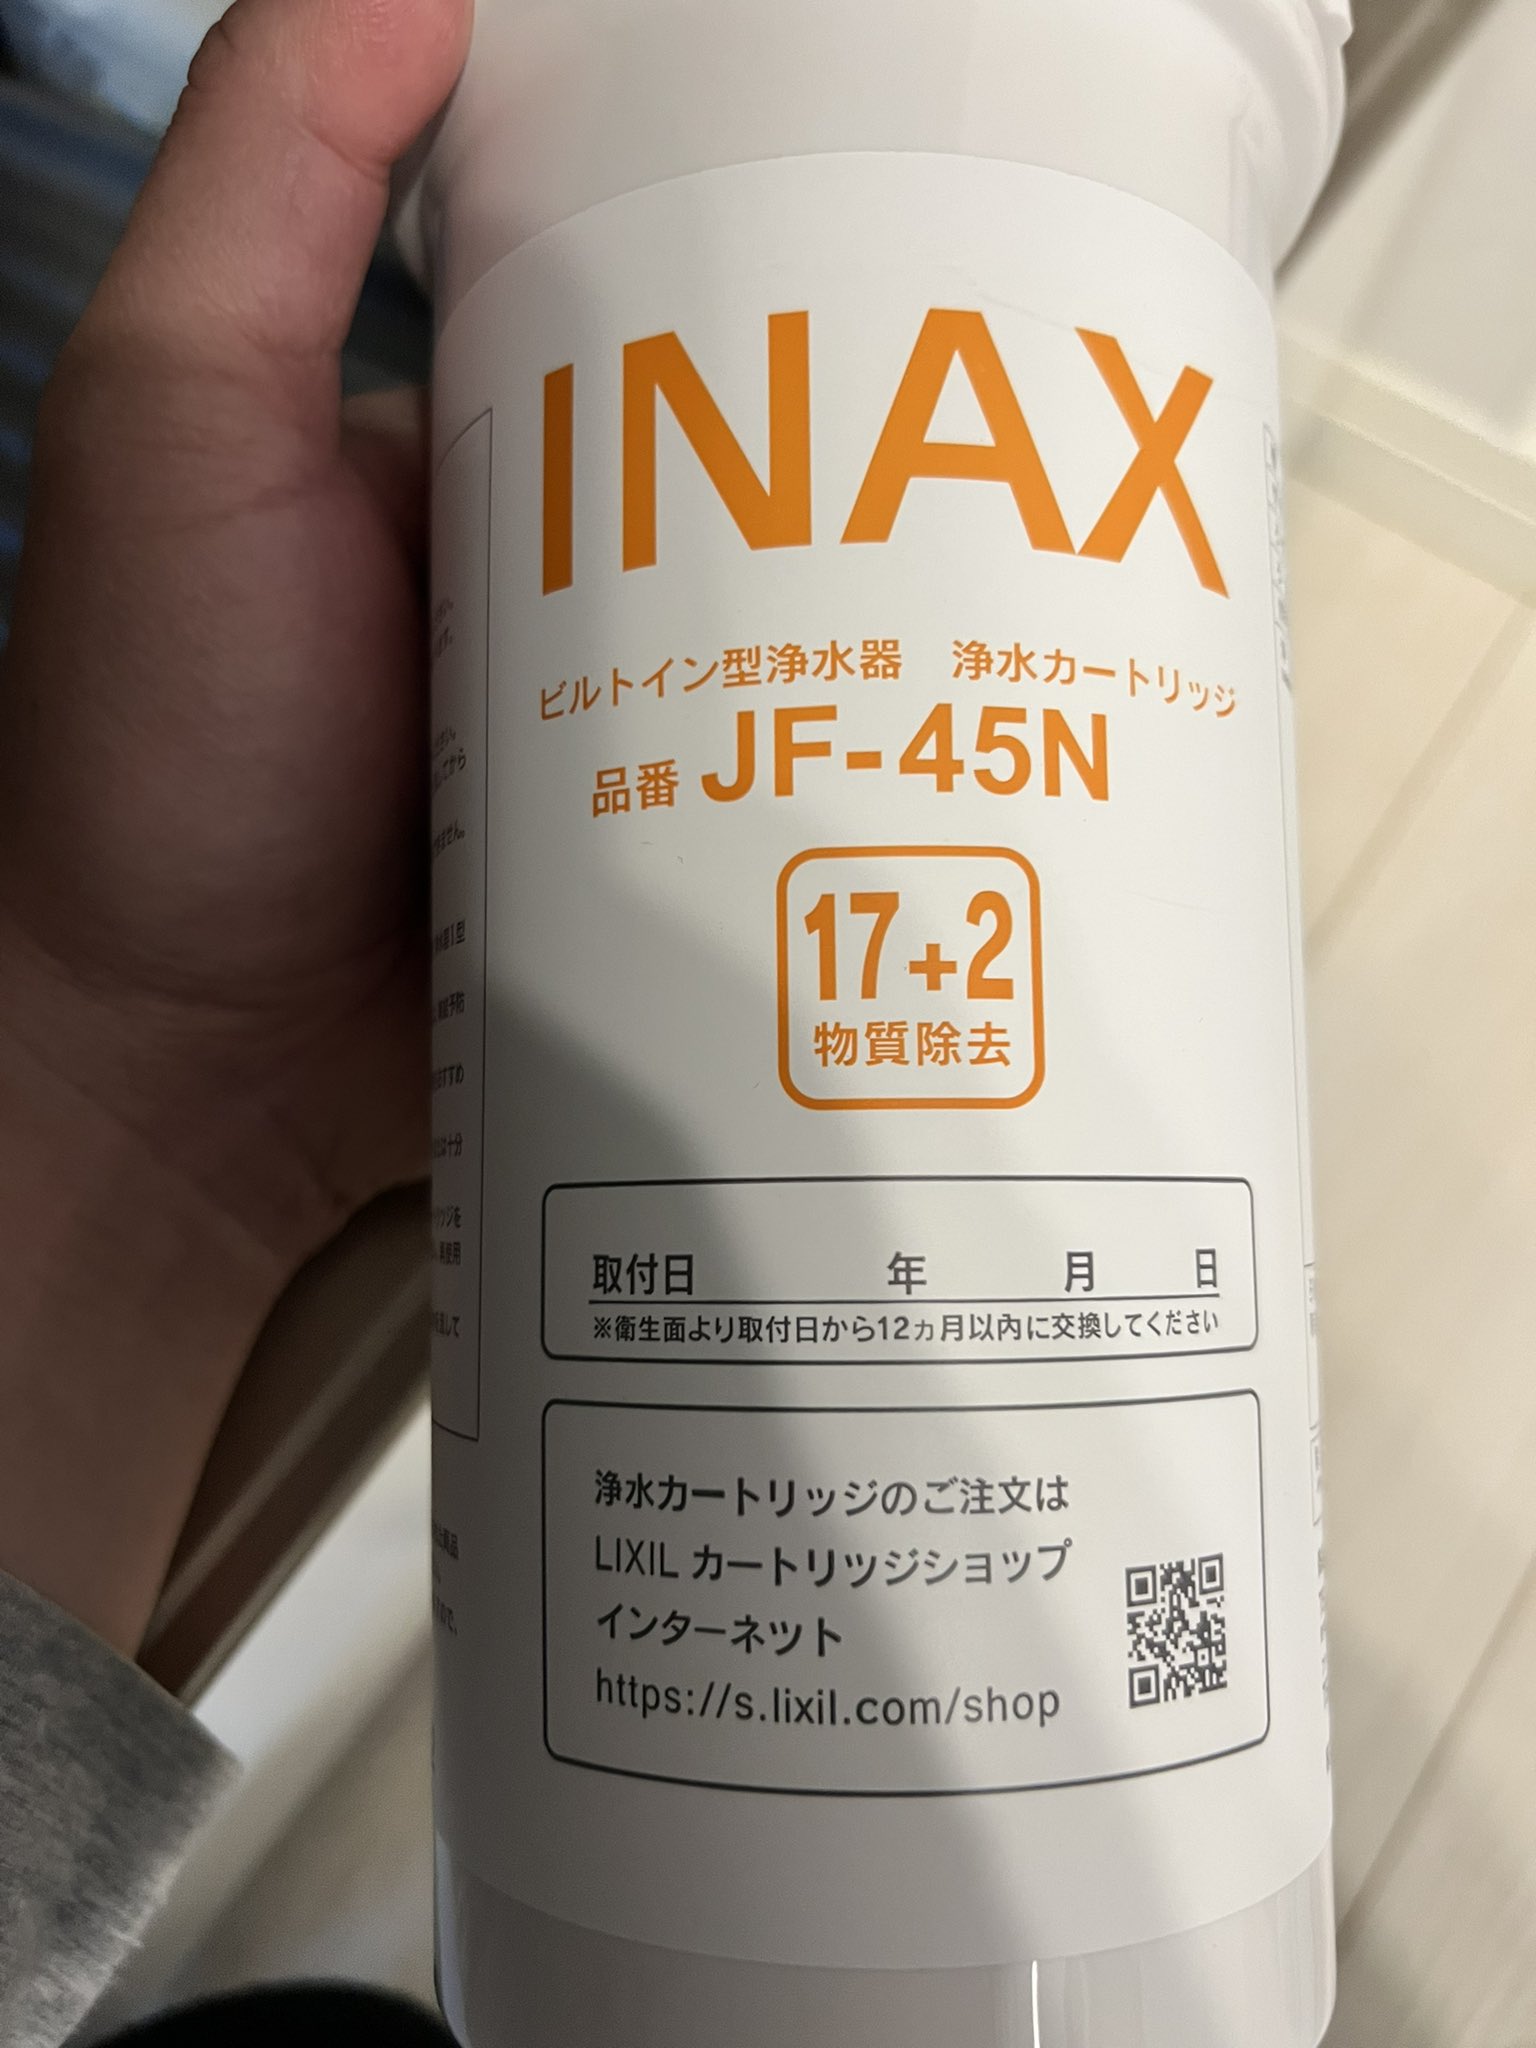 INAX
ビルトイン型浄水器 浄水カートリッジ
品番 JF-45N
17+2
物質除去
取付日 年 月 日
※衛生面より取付日から12ヵ月以内に交換してください
浄水カートリッジのご注文は
LIXIL カートリッジショップ
インターネット
https://s.lixil.com/shop